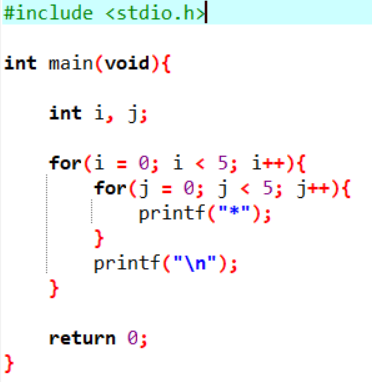 #include <stdio.h>
int main(void){
int i, j;
for(i = 0; i < 5; i++){
for(j = 0; j < 5; j++){
printf("*");
}
printf("\n");
}
return 0;
}